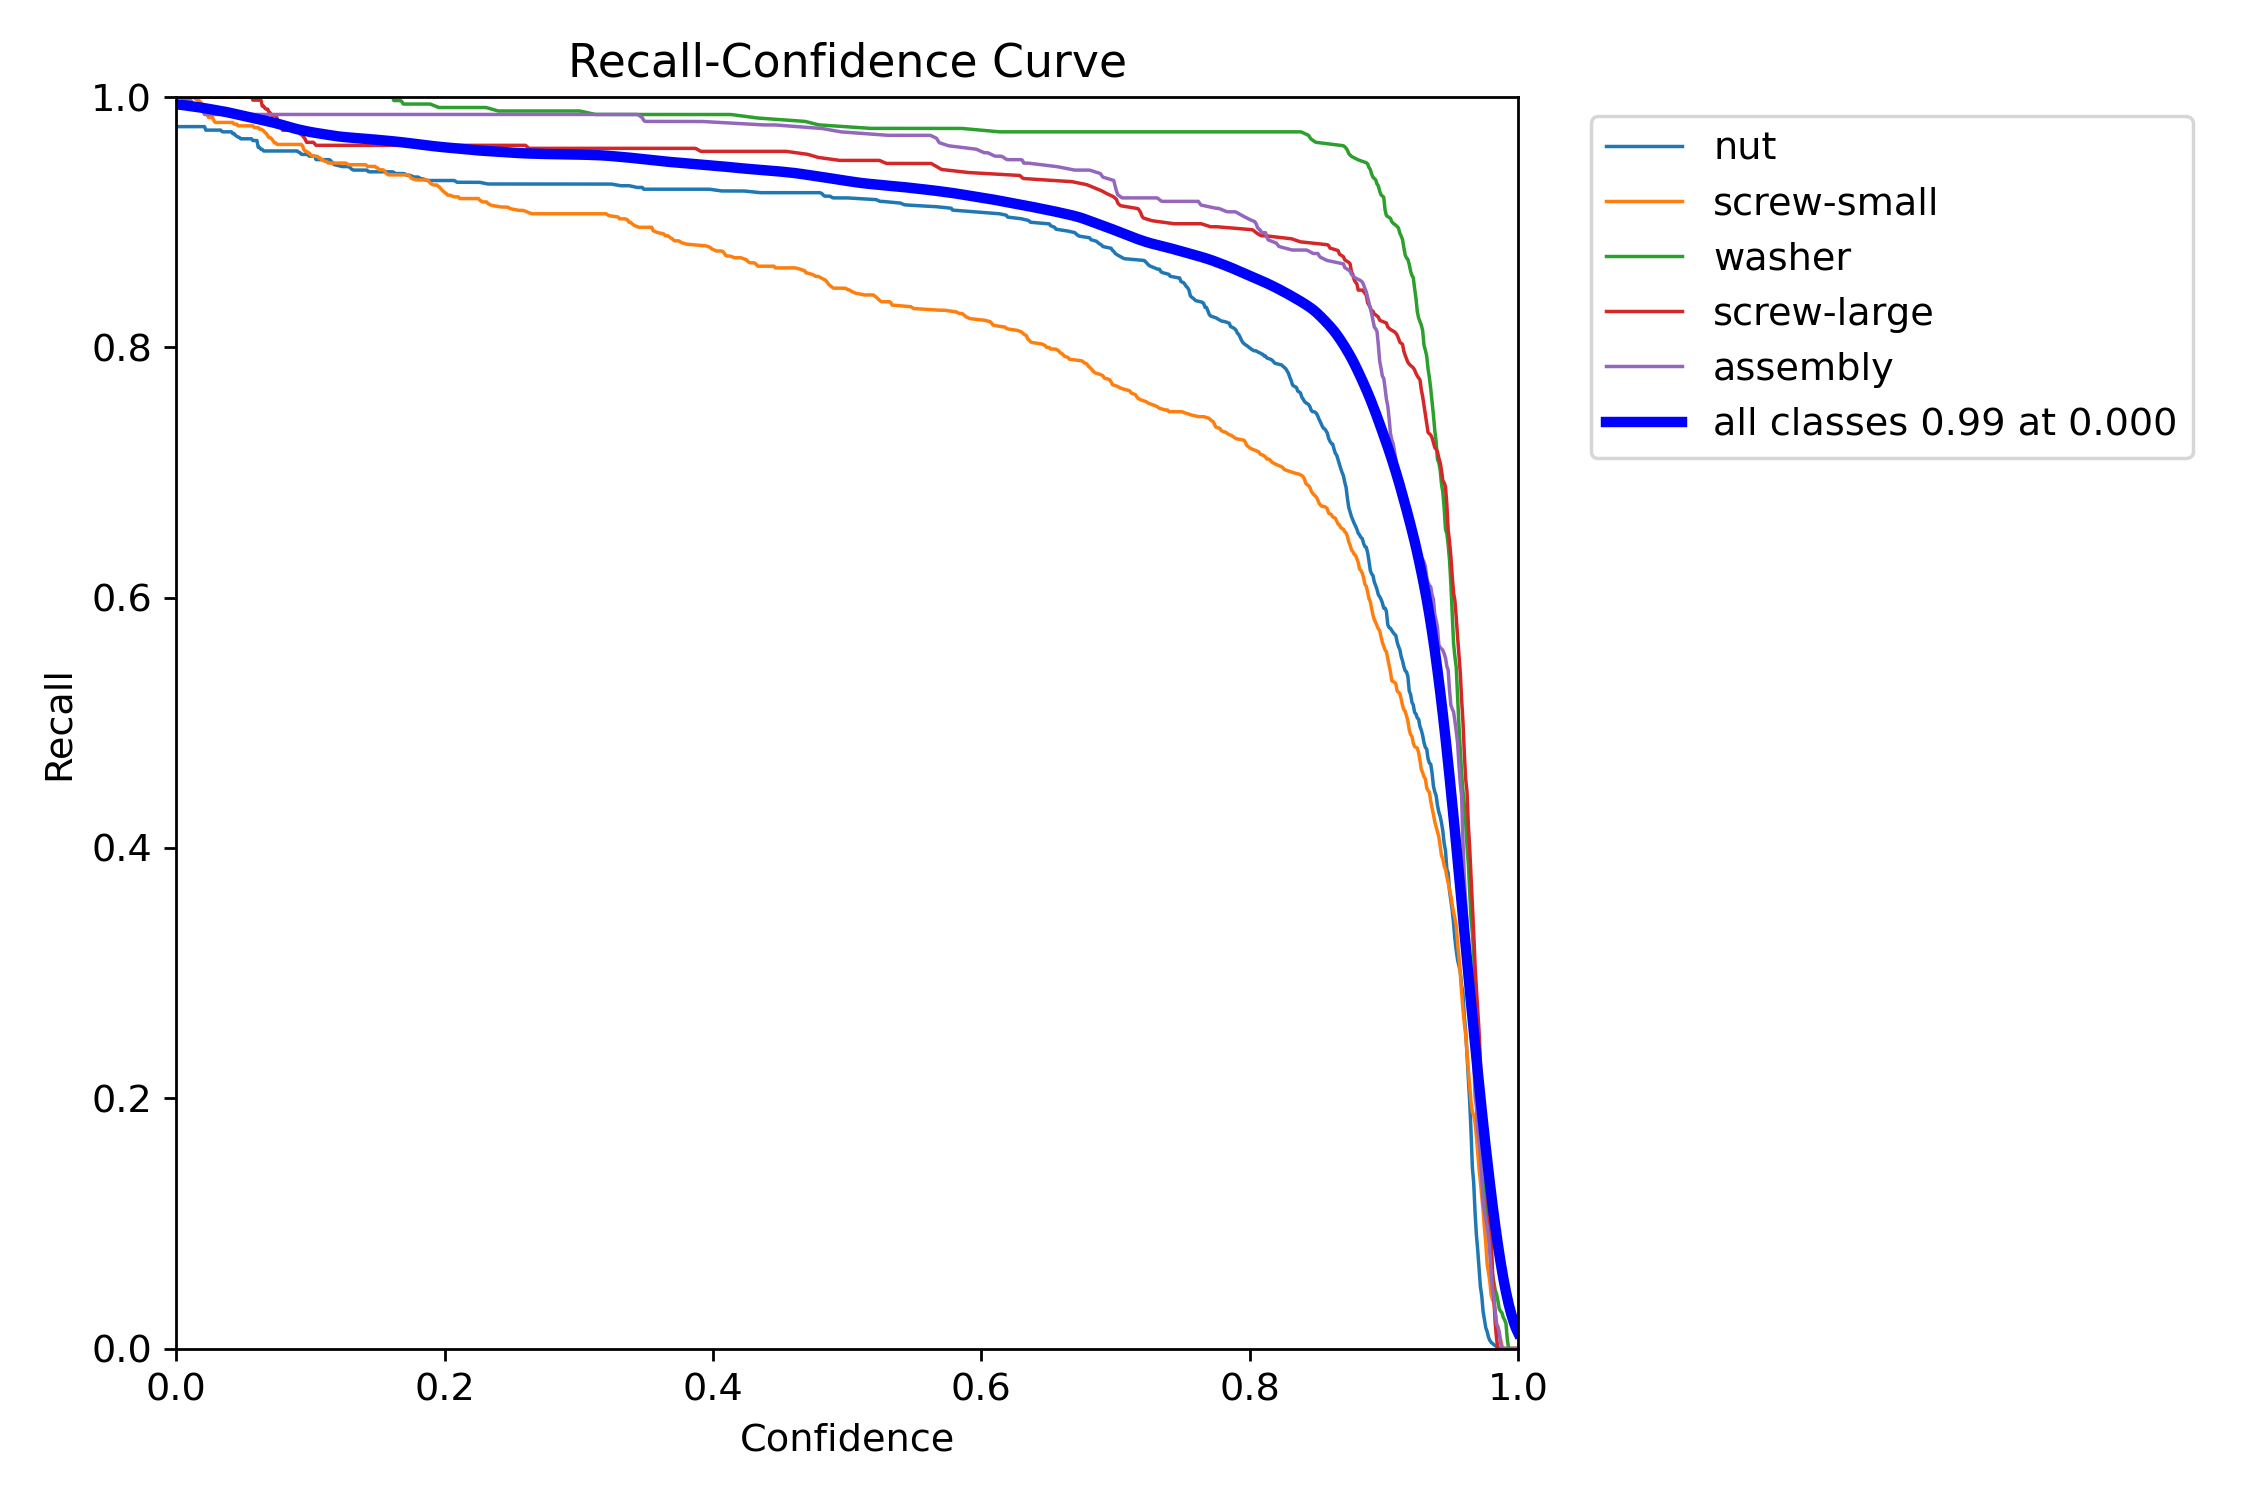 Recall-Confidence Curve
1.0
0.8
0.6
0.4
0.2
0.0
Recall
0.0 0.2 0.4 0.6 0.8 1.0
Confidence
nut
screw-small
washer
screw-large
assembly
all classes 0.99 at 0.000